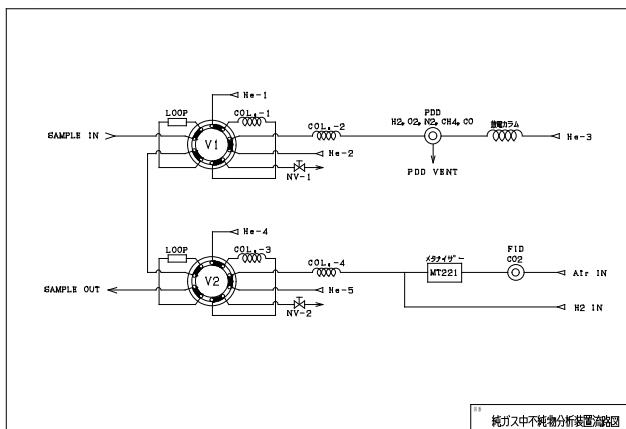 He-1
LOOP
COL.-1
PDD
H2, O2, N2, CH4, CO
放電カラム
COL.-2
SAMPLE IN
V1
He-3
He-2
PDD VENT
NV-1
He-4
LOOP
COL.-3
COL.-4
メタナイザー
MT221
FID
CO2
V2
AIr IN
SAMPLE OUT
He-5
NV-2
H2 IN
純ガス中不純物分析装置流路図